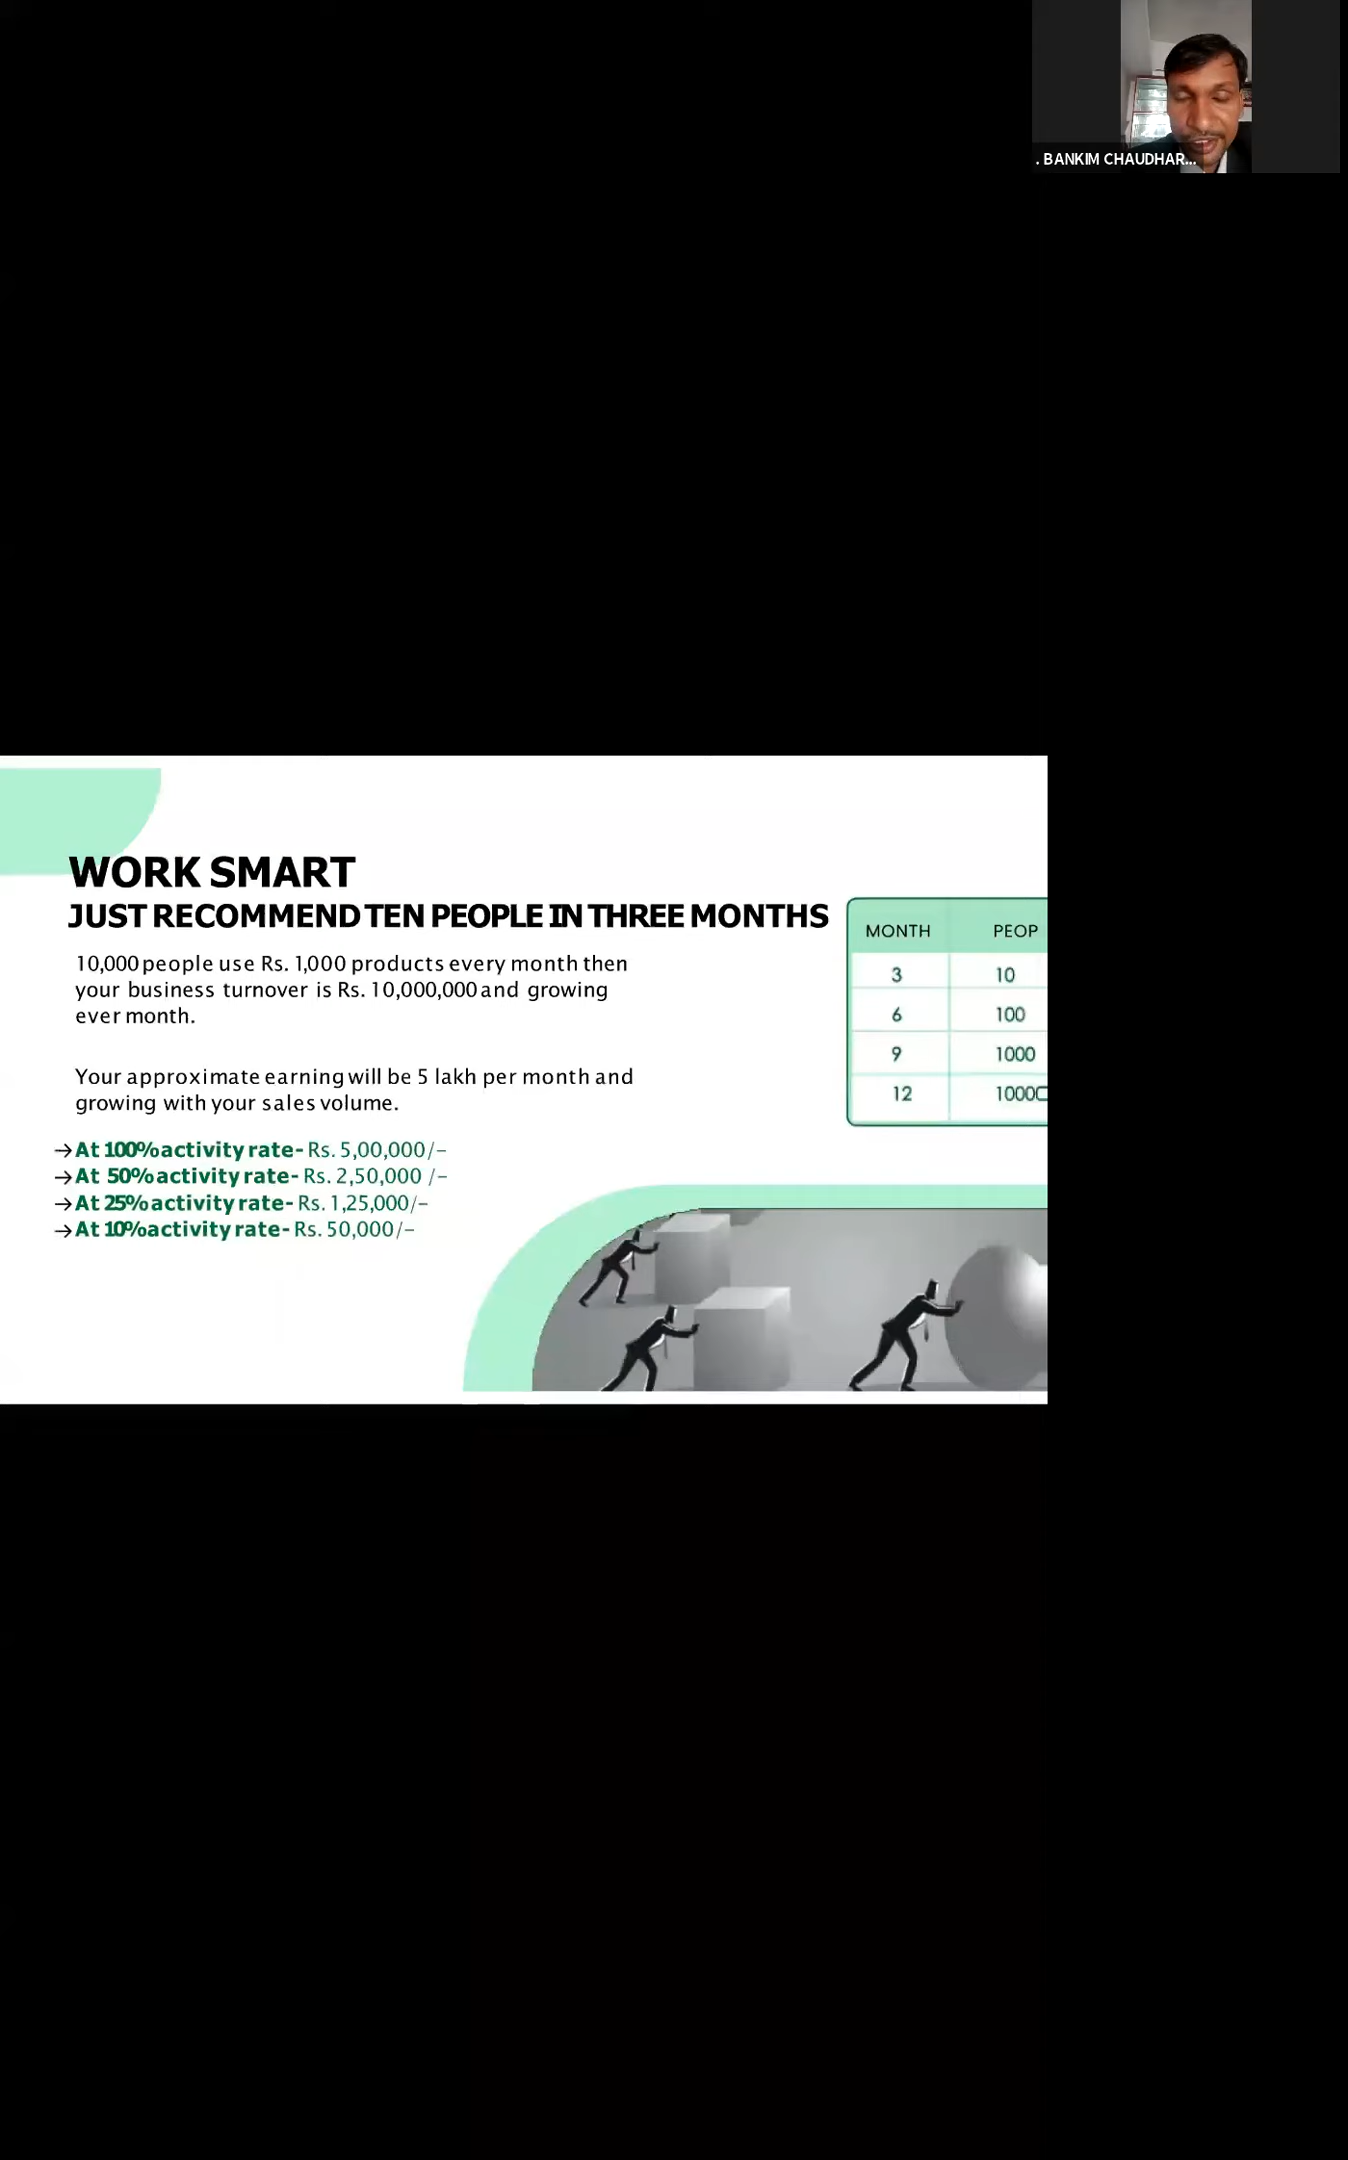 . BANKIM CHAUDHAR...
WORK SMART
JUST RECOMMEND TEN PEOPLE IN THREE MONTHS
10,000 people use Rs. 1,000 products every month then
your business turnover is Rs. 10,000,000 and growing
ever month.
Your approximate earning will be 5 lakh per month and
growing with your sales volume.
→At 100% activity rate- Rs. 5,00,000/-
→At 50% activity rate- Rs. 2,50,000 /-
→At 25% activity rate- Rs. 1,25,000/-
→At 10% activity rate- Rs. 50,000/-
MONTH PEOP
3 10
6 100
9 1000
12 1000